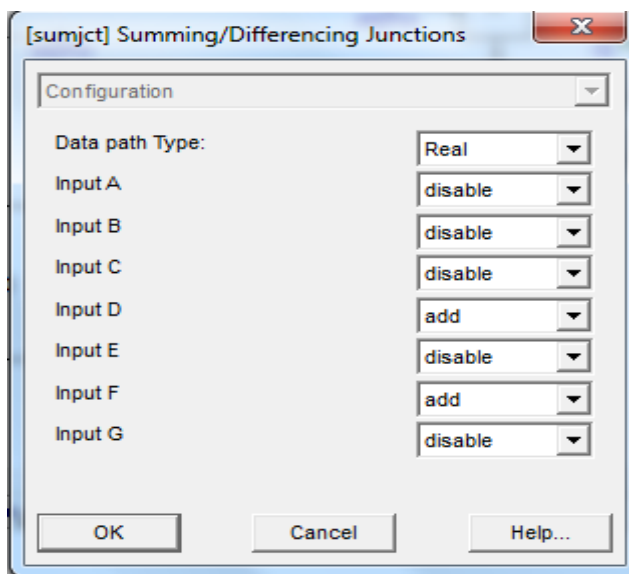 [sumjct] Summing/Differencing Junctions
Configuration
Data path Type: Real
Input A disable
Input B disable
Input C disable
Input D add
Input E disable
Input F add
Input G disable
OK Cancel Help...